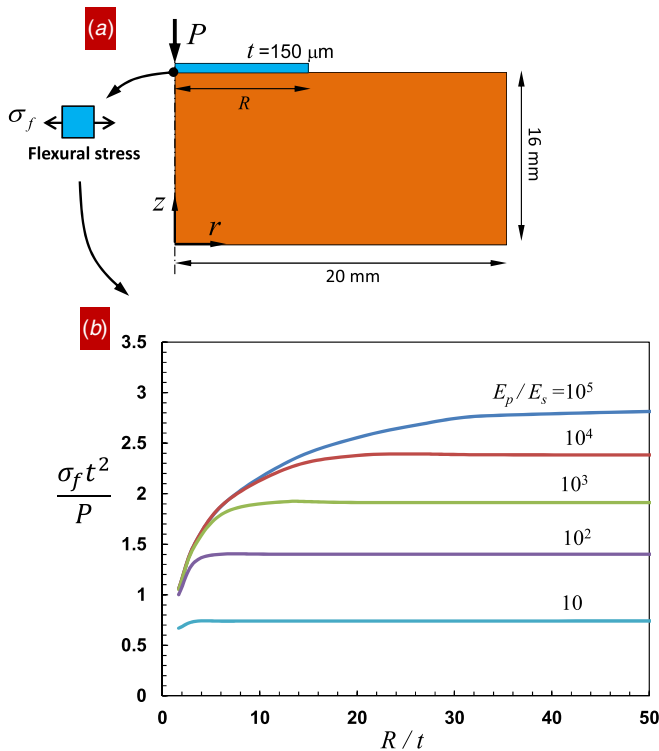 (a)
P
t =150 μm
R
σf
Flexural stress
16 mm
z
r
20 mm
(b)
3.5
3
2.5
2
1.5
1
0.5
0
Ep / Es =10⁵
10⁴
10³
10²
10
σf t²
P
0
10
20
30
40
50
R / t